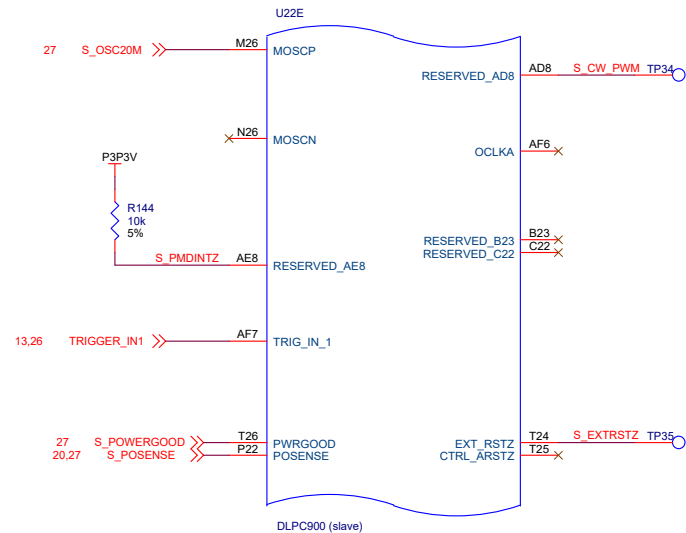 U22E
27 S_OSC20M M26 MOSCP
RESERVED_AD8 AD8 S_CW_PWM TP34
N26 MOSCN
OCLKA AF6
P3P3V
R144
10k
5%
RESERVED_B23 B23
RESERVED_C22 C22
S_PMDINTZ AE8 RESERVED_AE8
13,26 TRIGGER_IN1 AF7 TRIG_IN_1
27 S_POWERGOOD T26 PWRGOOD
EXT_RSTZ T24 S_EXTRSTZ TP35
20,27 S_POSENSE P22 POSENSE
CTRL_ARSTZ T25
DLPC900 (slave)